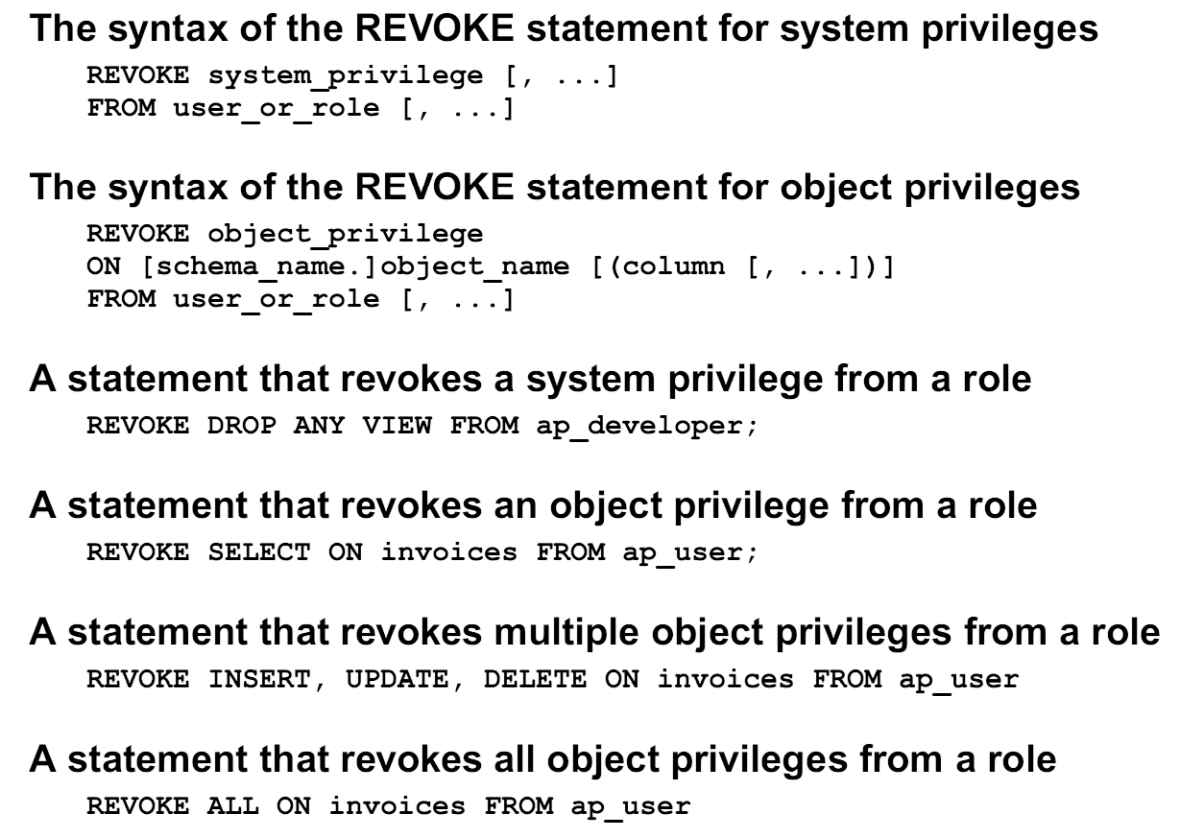 The syntax of the REVOKE statement for system privileges
REVOKE system_privilege [, ...]
FROM user_or_role [, ...]
The syntax of the REVOKE statement for object privileges
REVOKE object_privilege
ON [schema_name.]object_name [(column [, ...])]
FROM user_or_role [, ...]
A statement that revokes a system privilege from a role
REVOKE DROP ANY VIEW FROM ap_developer;
A statement that revokes an object privilege from a role
REVOKE SELECT ON invoices FROM ap_user;
A statement that revokes multiple object privileges from a role
REVOKE INSERT, UPDATE, DELETE ON invoices FROM ap_user
A statement that revokes all object privileges from a role
REVOKE ALL ON invoices FROM ap_user